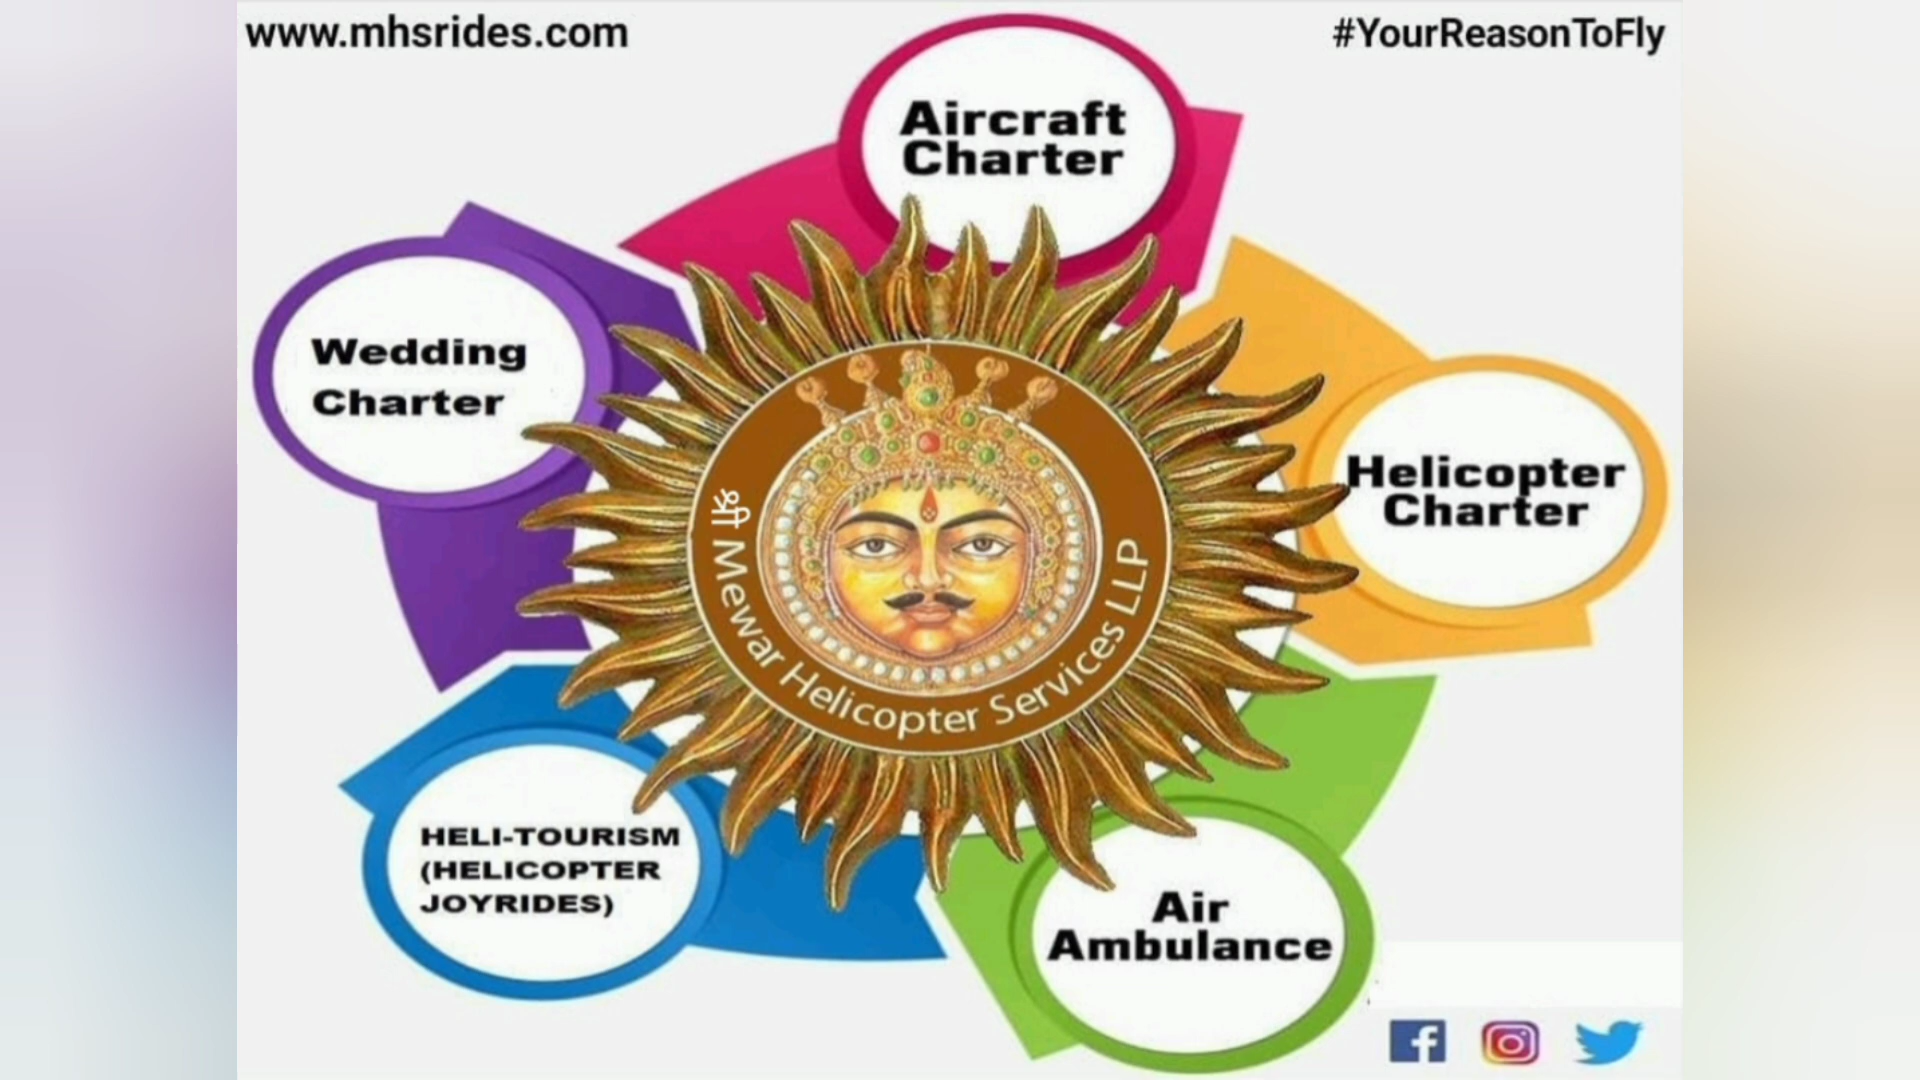 www.mhsrides.com
#YourReasonToFly
Aircraft
Charter
Wedding
Charter
Helicopter
Charter
श्री Mewar Helicopter Services LLP
HELI-TOURISM
(HELICOPTER
JOYRIDES)
Air
Ambulance